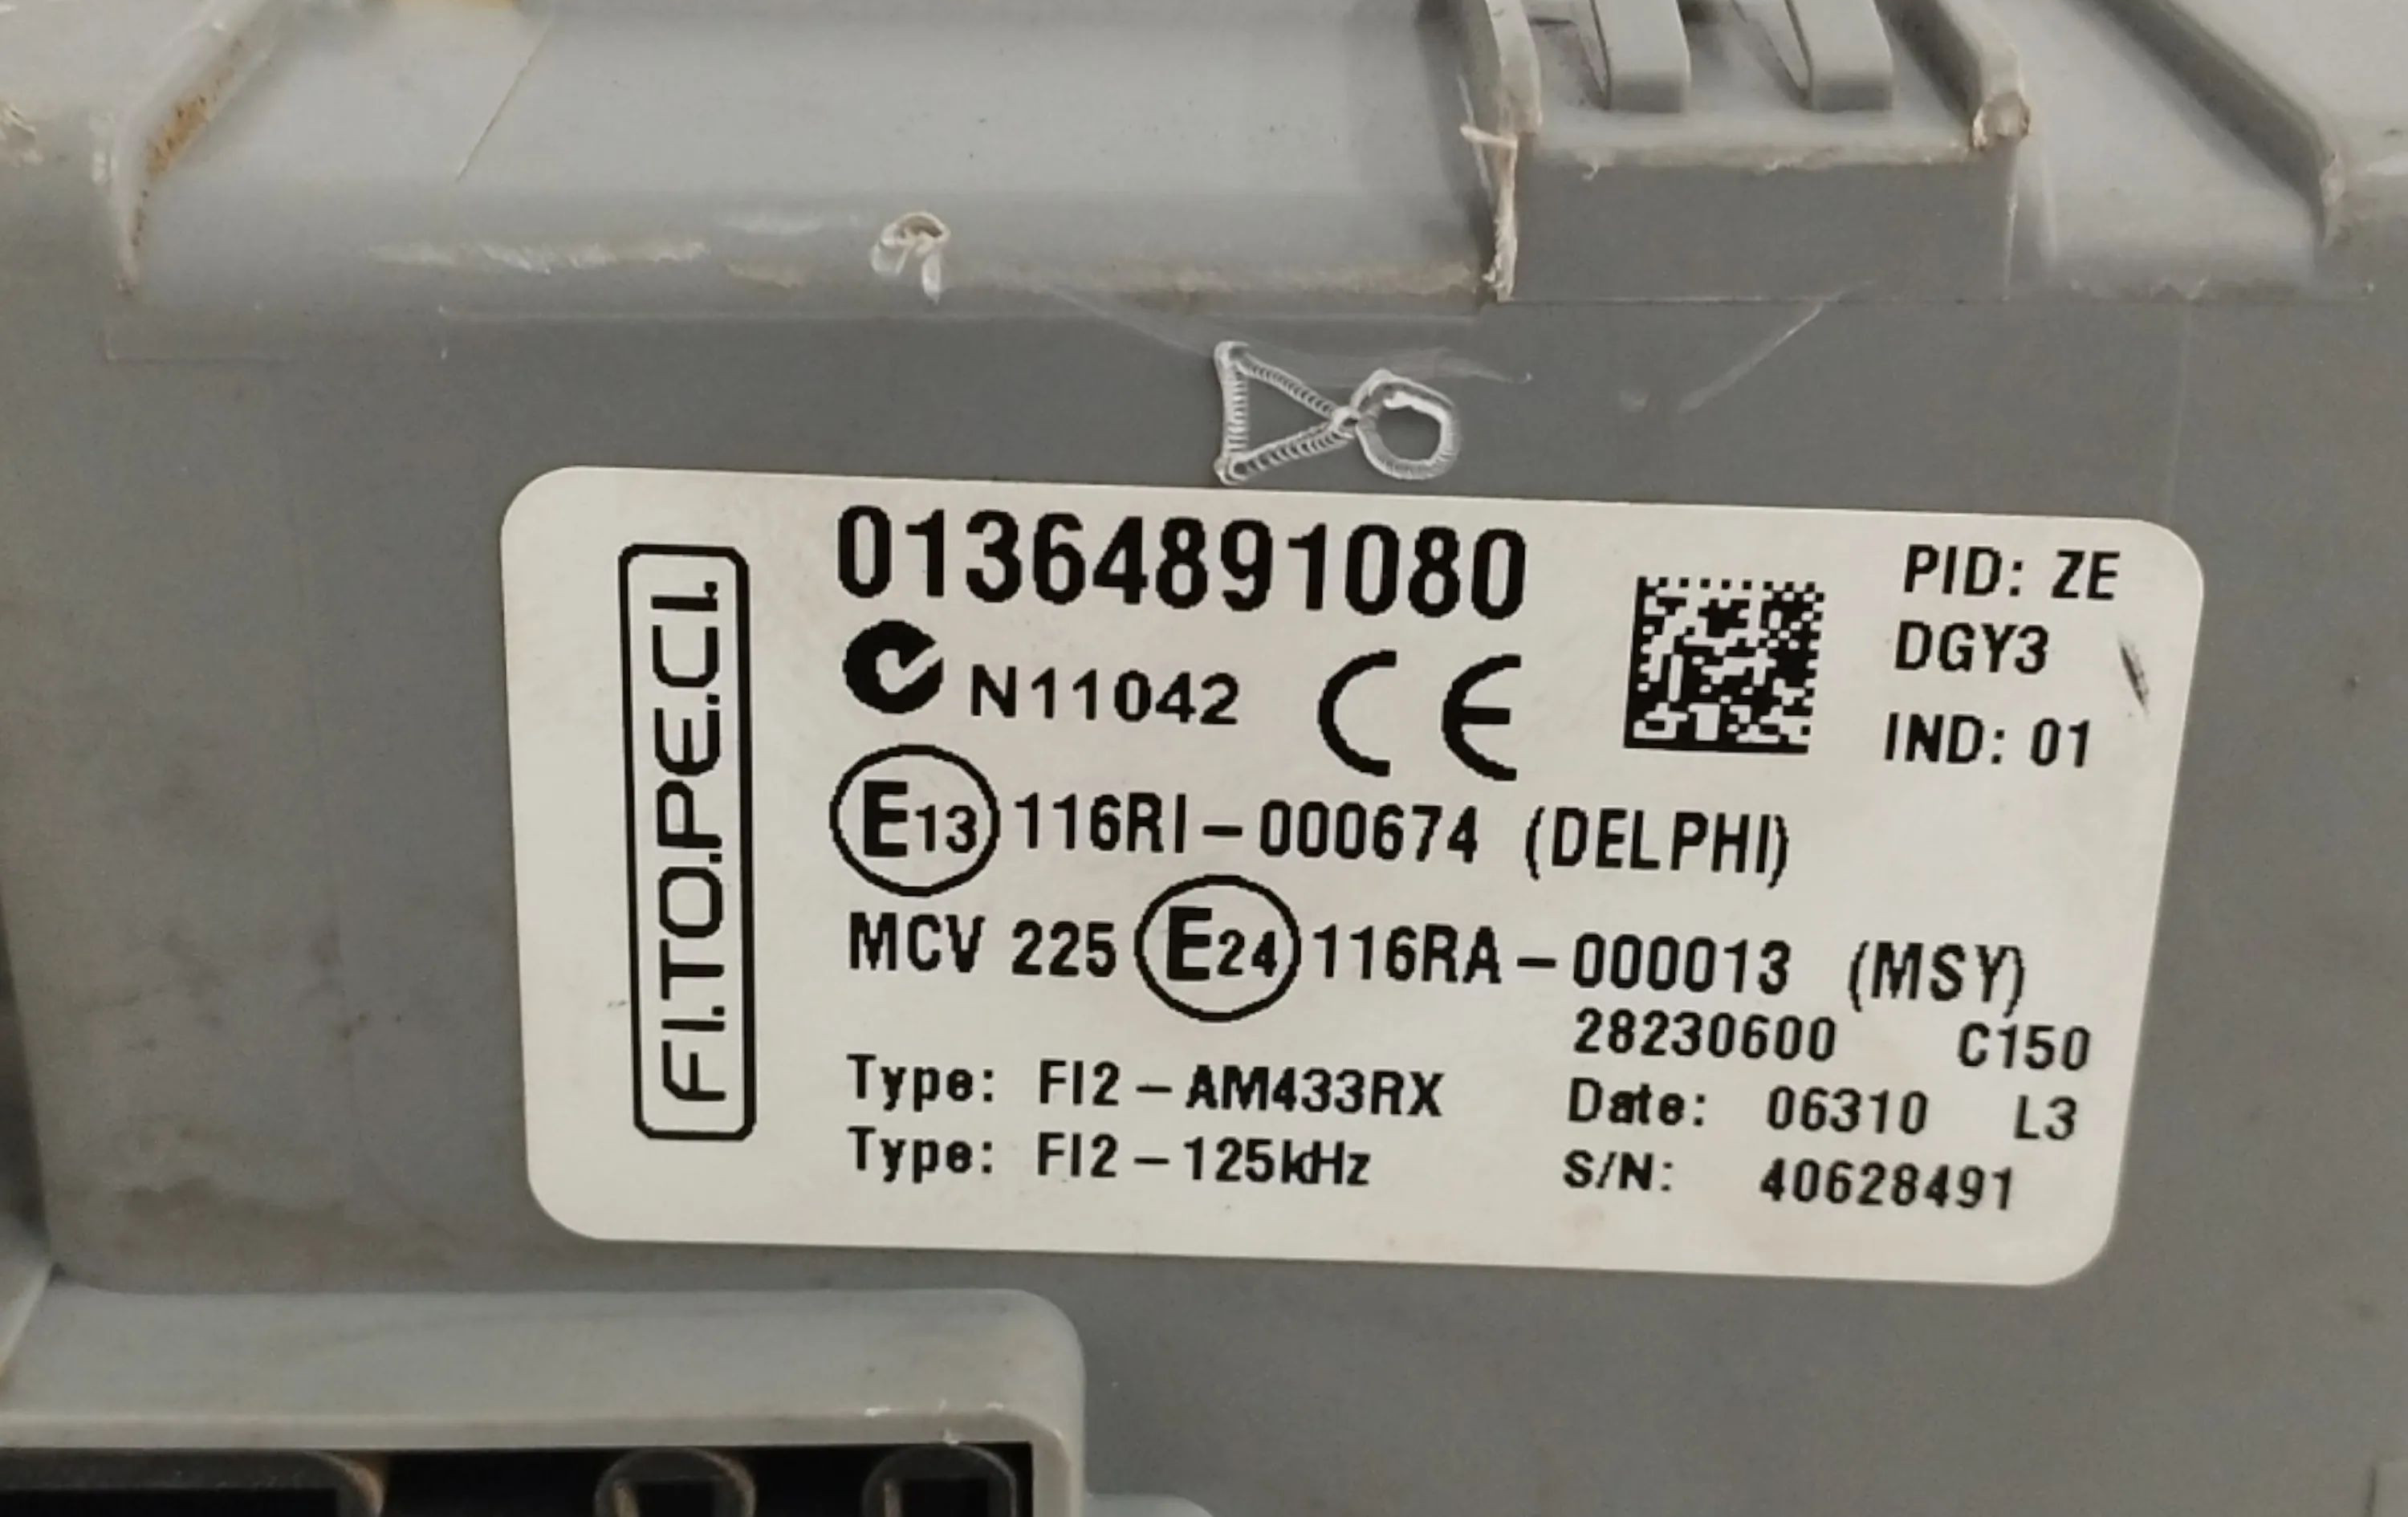 FI.TO.PE.CI.
01364891080
N11042 CE
PID: ZE
DGY3
IND: 01
E13 116RI-000674 (DELPHI)
MCV 225 E24 116RA-000013 (MSY)
28230600 C150
Type: FI2-AM433RX
Date: 06310 L3
Type: FI2-125kHz
S/N: 40628491